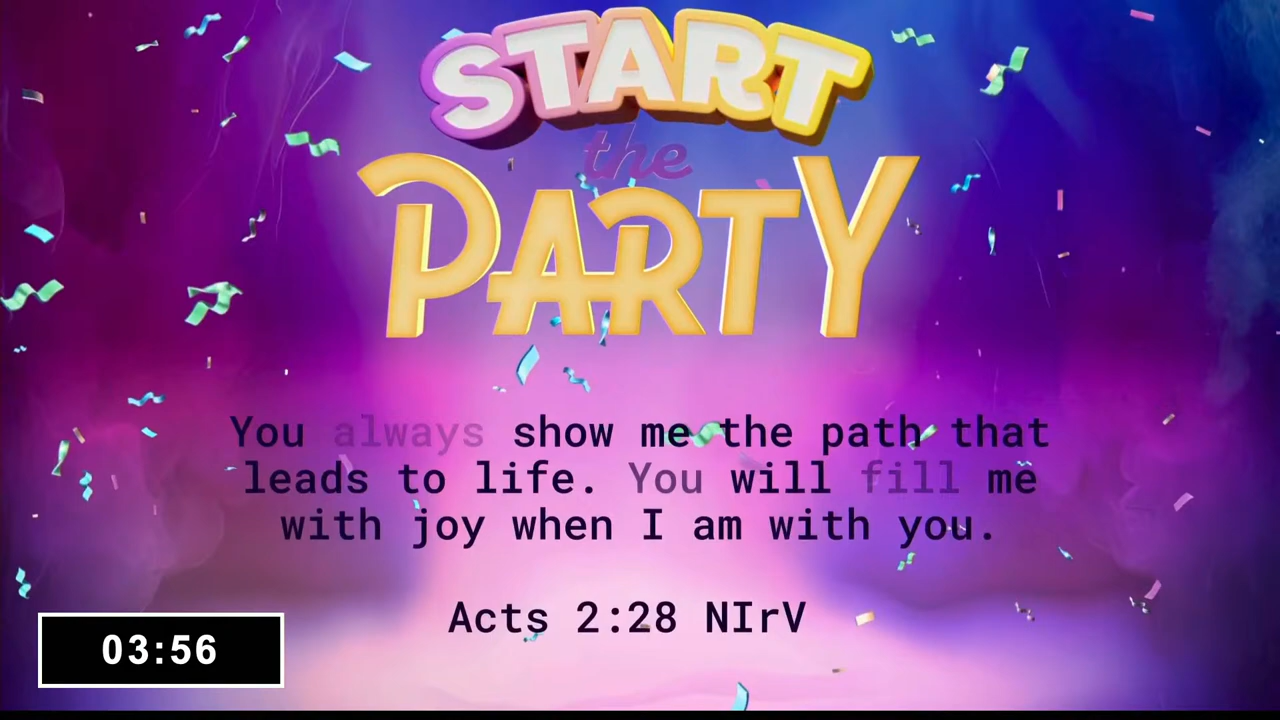 START
the
PARTY
You always show me the path that
leads to life. You will fill me
with joy when I am with you.
Acts 2:28 NIrV
03:56